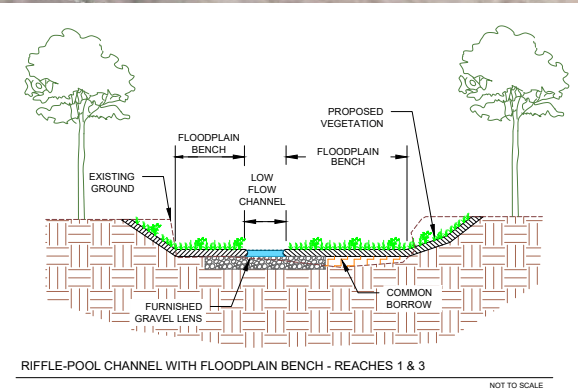 PROPOSED
VEGETATION
FLOODPLAIN
BENCH
FLOODPLAIN
BENCH
EXISTING
GROUND
LOW
FLOW
CHANNEL
FURNISHED
GRAVEL LENS
COMMON
BORROW
RIFFLE-POOL CHANNEL WITH FLOODPLAIN BENCH - REACHES 1 & 3
NOT TO SCALE